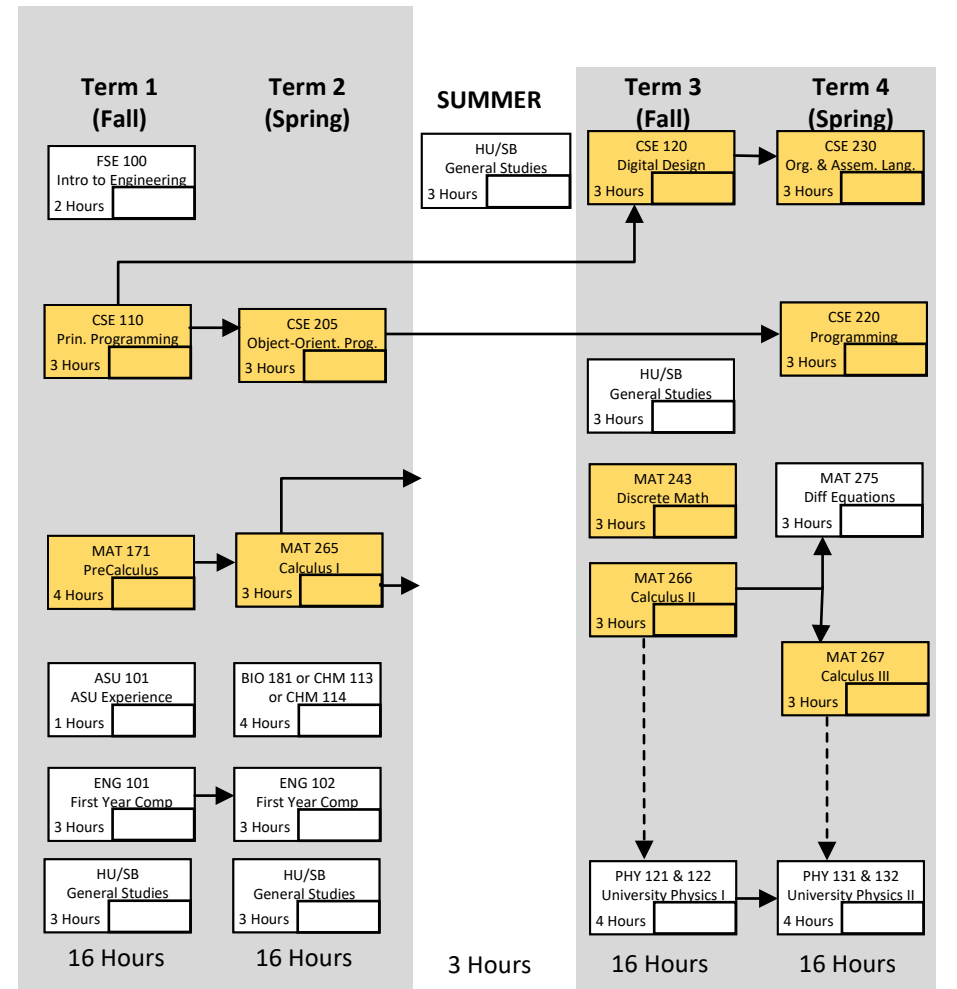 Term 1
(Fall)
FSE 100
Intro to Engineering
2 Hours
CSE 110
Prin. Programming
3 Hours
MAT 171
PreCalculus
4 Hours
ASU 101
ASU Experience
1 Hours
ENG 101
First Year Comp
3 Hours
HU/SB
General Studies
3 Hours
16 Hours
Term 2
(Spring)
CSE 205
Object-Orient. Prog.
3 Hours
MAT 265
Calculus I
3 Hours
BIO 181 or CHM 113
or CHM 114
4 Hours
ENG 102
First Year Comp
3 Hours
HU/SB
General Studies
3 Hours
16 Hours
SUMMER
HU/SB
General Studies
3 Hours
3 Hours
Term 3
(Fall)
CSE 120
Digital Design
3 Hours
HU/SB
General Studies
3 Hours
MAT 243
Discrete Math
3 Hours
MAT 266
Calculus II
3 Hours
PHY 121 & 122
University Physics I
4 Hours
16 Hours
Term 4
(Spring)
CSE 230
Org. & Assem. Lang.
3 Hours
CSE 220
Programming
3 Hours
MAT 275
Diff Equations
3 Hours
MAT 267
Calculus III
3 Hours
PHY 131 & 132
University Physics II
4 Hours
16 Hours